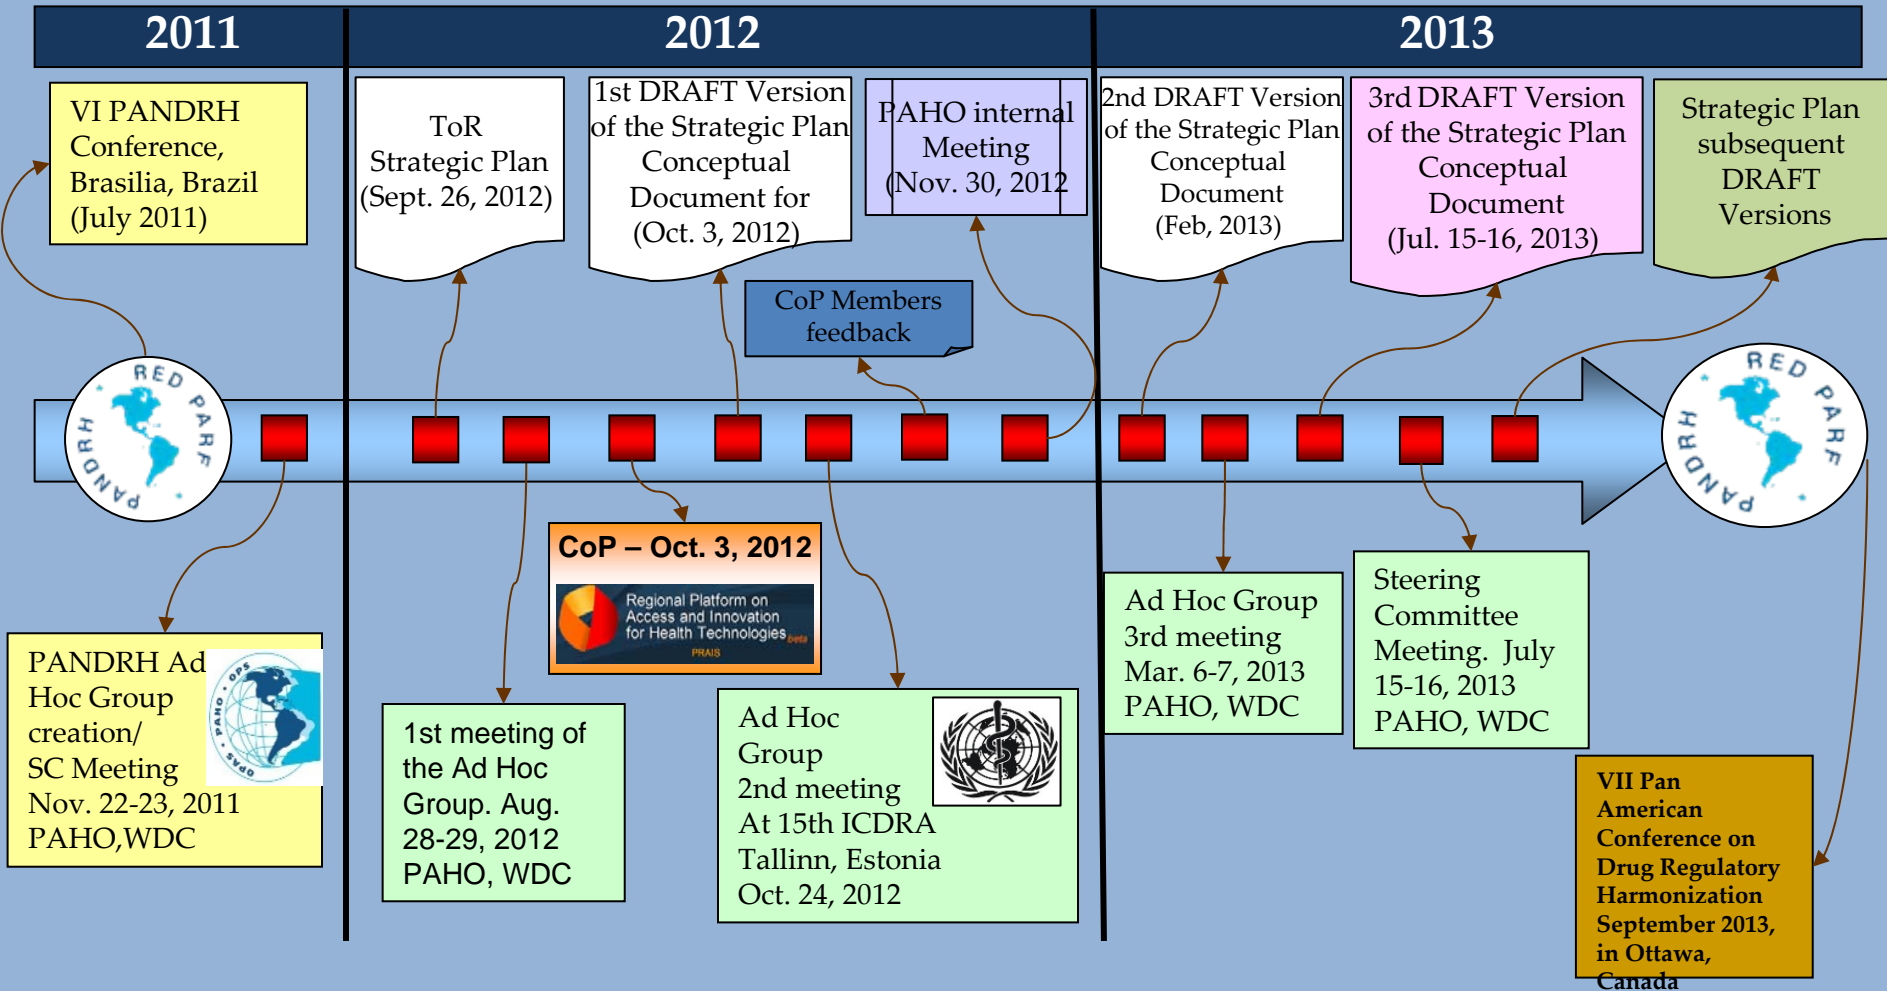 2011
2012
2013
VI PANDRH
Conference,
Brasilia, Brazil
(July 2011)
ToR
Strategic Plan
(Sept. 26, 2012)
1st DRAFT Version
of the Strategic Plan
Conceptual
Document for
(Oct. 3, 2012)
PAHO internal
Meeting
(Nov. 30, 2012
2nd DRAFT Version
of the Strategic Plan
Conceptual
Document
(Feb, 2013)
3rd DRAFT Version
of the Strategic Plan
Conceptual
Document
(Jul. 15-16, 2013)
Strategic Plan
subsequent
DRAFT
Versions
CoP Members
feedback
RED PARF
PANDRH
RED PARF
PANDRH
CoP – Oct. 3, 2012
Regional Platform on
Access and Innovation
for Health Technologies beta
PRAIS
PANDRH Ad
Hoc Group
creation/
SC Meeting
Nov. 22-23, 2011
PAHO,WDC
OPAS · PAHO · OPS
1st meeting of
the Ad Hoc
Group. Aug.
28-29, 2012
PAHO, WDC
Ad Hoc
Group
2nd meeting
At 15th ICDRA
Tallinn, Estonia
Oct. 24, 2012
Ad Hoc Group
3rd meeting
Mar. 6-7, 2013
PAHO, WDC
Steering
Committee
Meeting. July
15-16, 2013
PAHO, WDC
VII Pan
American
Conference on
Drug Regulatory
Harmonization
September 2013,
in Ottawa,
Canada